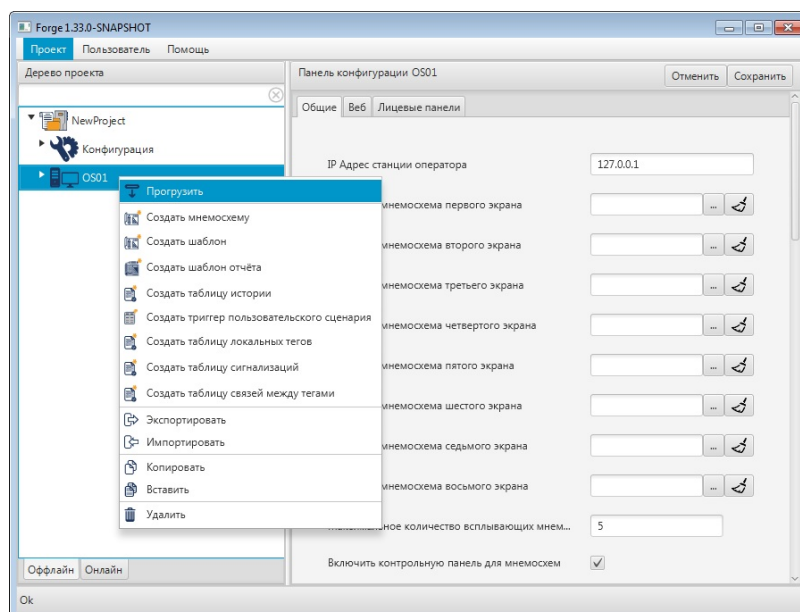 Forge 1.33.0-SNAPSHOT
Проект Пользователь Помощь
Дерево проекта
NewProject
Конфигурация
OS01
Прогрузить
Создать мнемосхему
Создать шаблон
Создать шаблон отчёта
Создать таблицу истории
Создать триггер пользовательского сценария
Создать таблицу локальных тегов
Создать таблицу сигнализаций
Создать таблицу связей между тегами
Экспортировать
Импортировать
Копировать
Вставить
Удалить
Оффлайн Онлайн
Панель конфигурации OS01
Отменить Сохранить
Общие Веб Лицевые панели
IP Адрес станции оператора 127.0.0.1
мнемосхема первого экрана ...
мнемосхема второго экрана ...
мнемосхема третьего экрана ...
мнемосхема четвертого экрана ...
мнемосхема пятого экрана ...
мнемосхема шестого экрана ...
мнемосхема седьмого экрана ...
мнемосхема восьмого экрана ...
количество всплывающих мнем... 5
Включить контрольную панель для мнемосхем
Ok